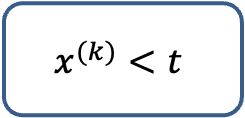 x^(k) < t